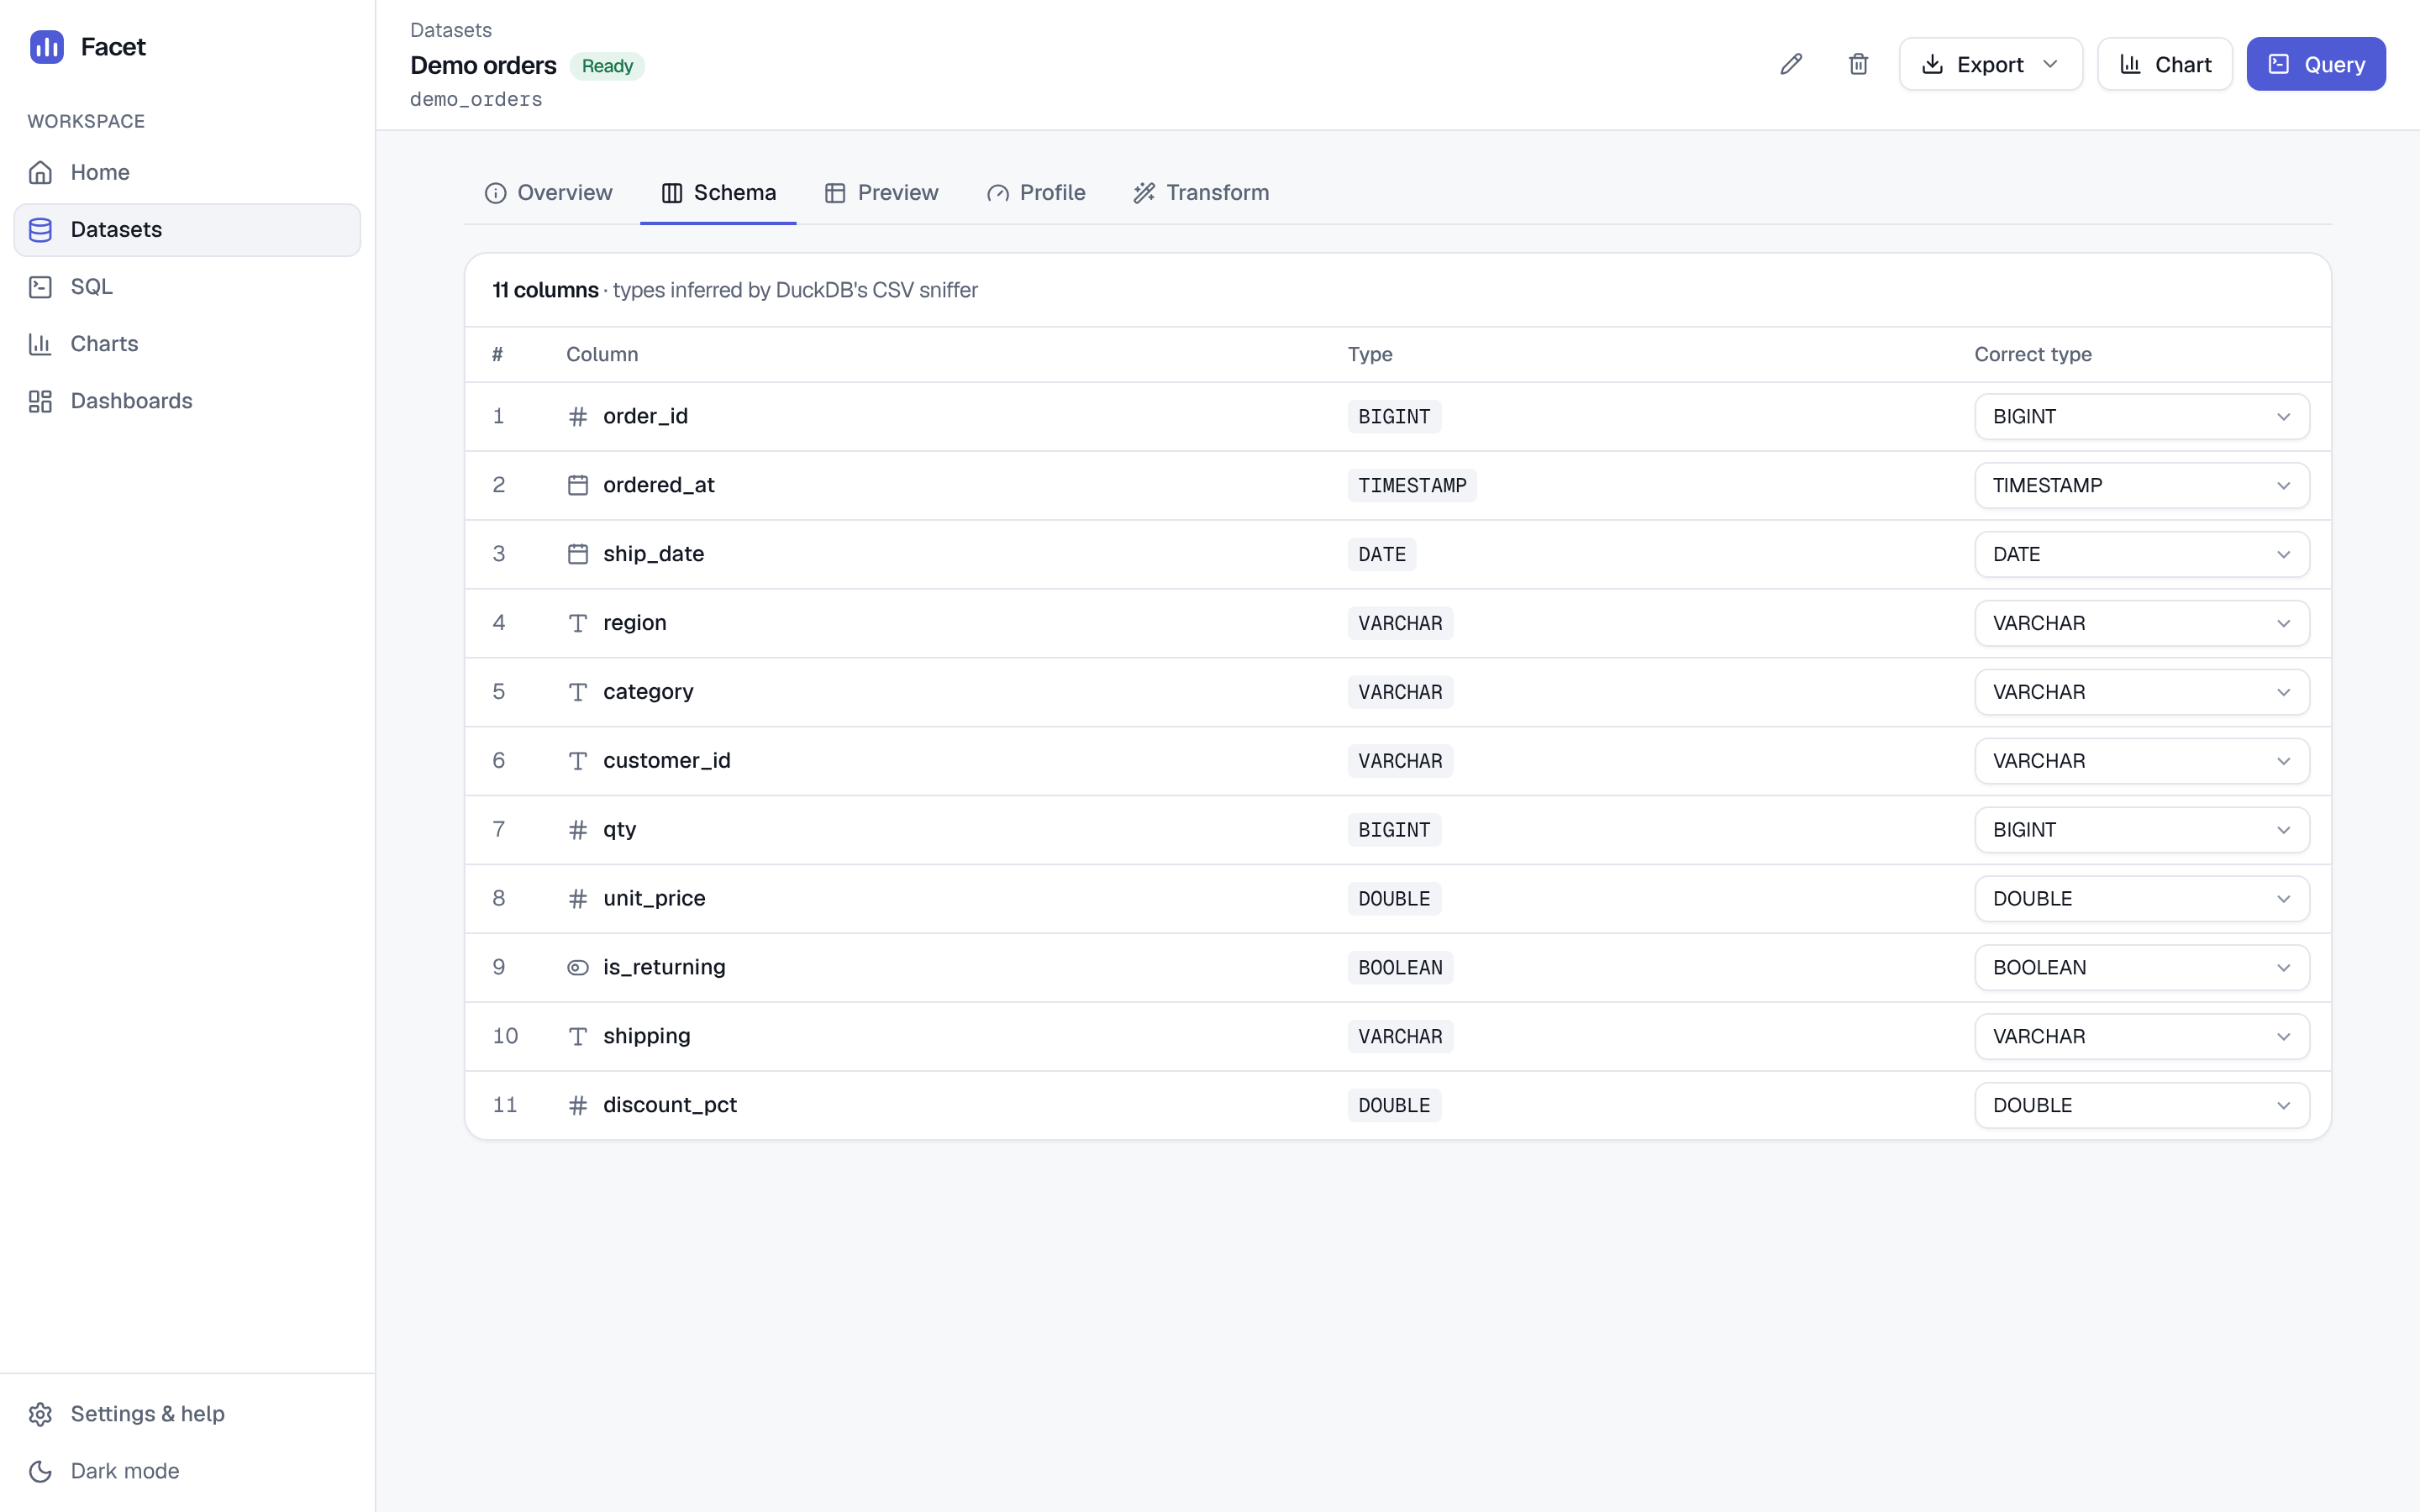 Facet
WORKSPACE
Home
Datasets
SQL
Charts
Dashboards
Settings & help
Dark mode
Datasets
Demo orders Ready
demo_orders
Export Chart Query
Overview Schema Preview Profile Transform
11 columns · types inferred by DuckDB's CSV sniffer
# Column Type Correct type
1 order_id BIGINT BIGINT
2 ordered_at TIMESTAMP TIMESTAMP
3 ship_date DATE DATE
4 region VARCHAR VARCHAR
5 category VARCHAR VARCHAR
6 customer_id VARCHAR VARCHAR
7 qty BIGINT BIGINT
8 unit_price DOUBLE DOUBLE
9 is_returning BOOLEAN BOOLEAN
10 shipping VARCHAR VARCHAR
11 discount_pct DOUBLE DOUBLE